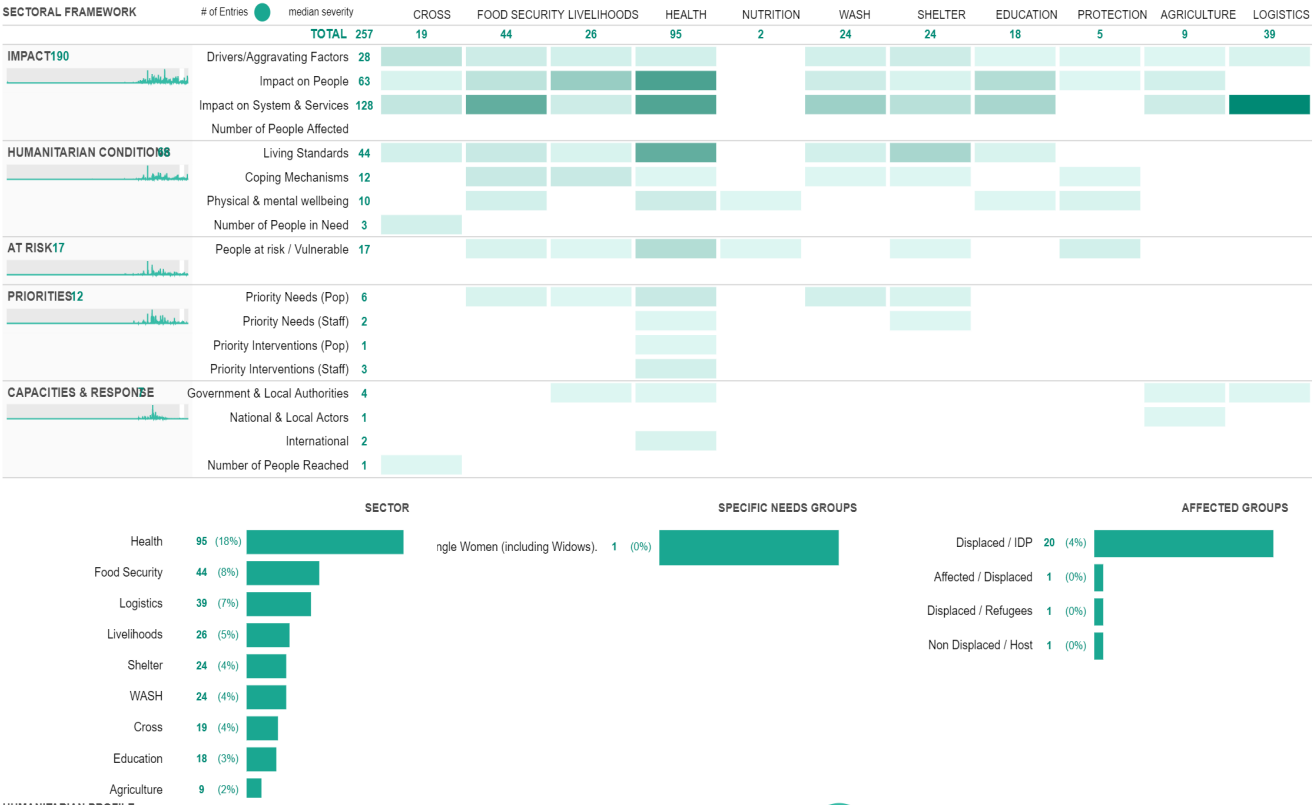 SECTORAL FRAMEWORK # of Entries median severity CROSS FOOD SECURITY LIVELIHOODS HEALTH NUTRITION WASH SHELTER EDUCATION PROTECTION AGRICULTURE LOGISTICS
TOTAL 257 19 44 26 95 2 24 24 18 5 9 39
IMPACT190 Drivers/Aggravating Factors 28
Impact on People 63
Impact on System & Services 128
Number of People Affected
HUMANITARIAN CONDITIONS68 Living Standards 44
Coping Mechanisms 12
Physical & mental wellbeing 10
Number of People in Need 3
AT RISK17 People at risk / Vulnerable 17
PRIORITIES12 Priority Needs (Pop) 6
Priority Needs (Staff) 2
Priority Interventions (Pop) 1
Priority Interventions (Staff) 3
CAPACITIES & RESPONSE Government & Local Authorities 4
National & Local Actors 1
International 2
Number of People Reached 1
SECTOR
Health 95 (18%)
Food Security 44 (8%)
Logistics 39 (7%)
Livelihoods 26 (5%)
Shelter 24 (4%)
WASH 24 (4%)
Cross 19 (4%)
Education 18 (3%)
Agriculture 9 (2%)
SPECIFIC NEEDS GROUPS
ngle Women (including Widows). 1 (0%)
AFFECTED GROUPS
Displaced / IDP 20 (4%)
Affected / Displaced 1 (0%)
Displaced / Refugees 1 (0%)
Non Displaced / Host 1 (0%)